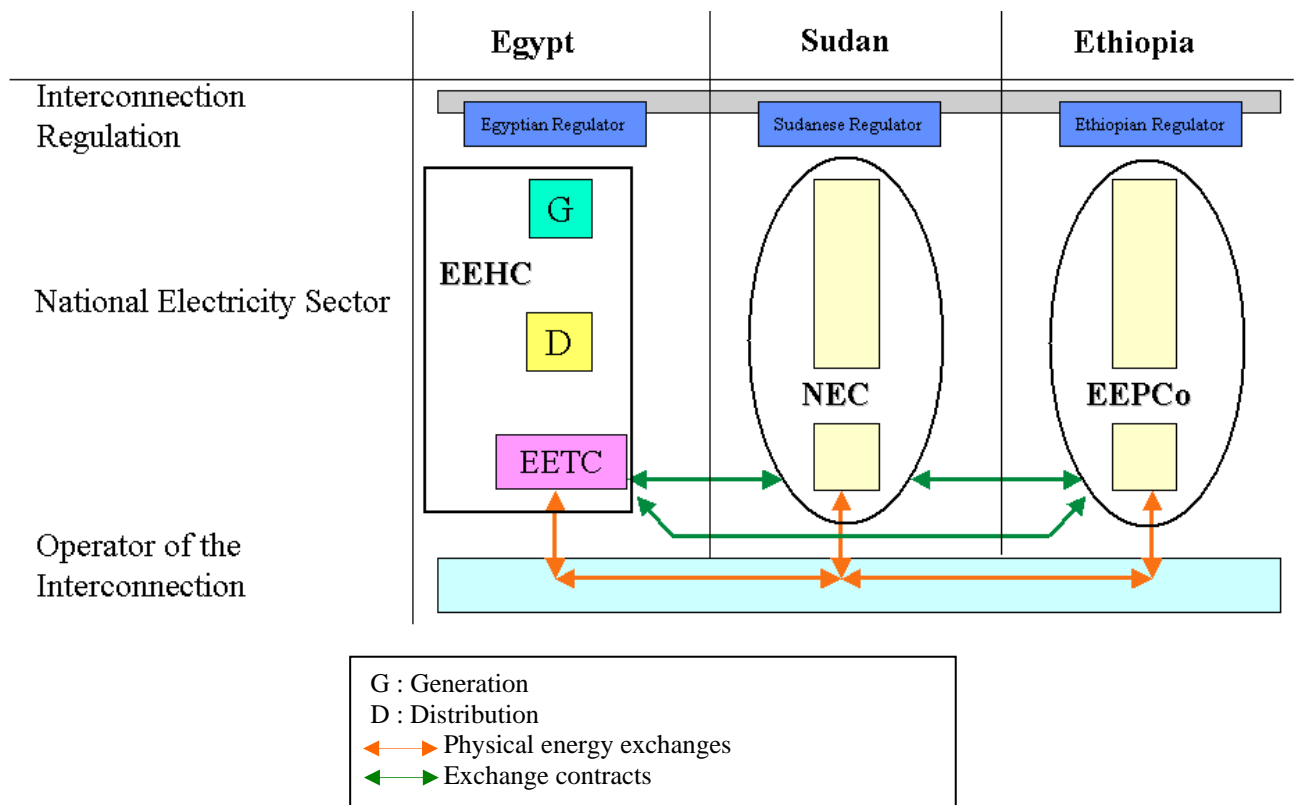 Egypt
Sudan
Ethiopia
Interconnection
Regulation
Egyptian Regulator
Sudanese Regulator
Ethiopian Regulator
National Electricity Sector
G
EEHC
D
EETC
NEC
EEPCo
Operator of the
Interconnection
G : Generation
D : Distribution
Physical energy exchanges
Exchange contracts